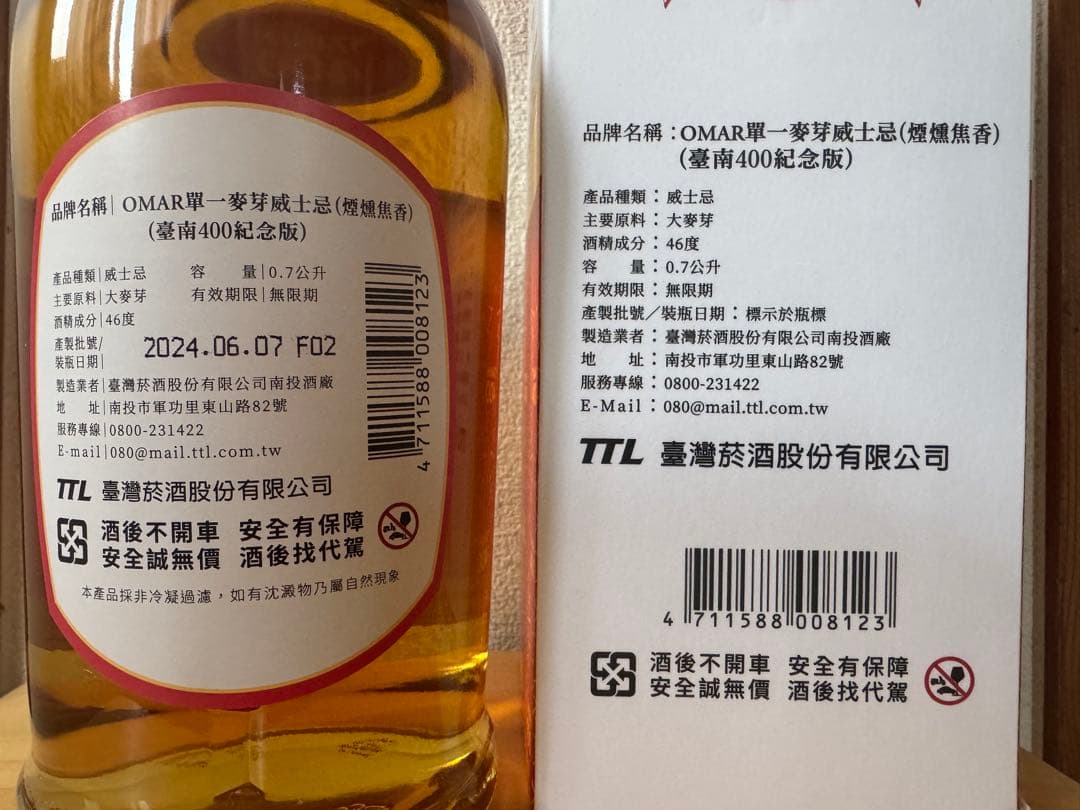 品牌名稱| OMAR單一麥芽威士忌(煙燻焦香)
(臺南400紀念版)
產品種類|威士忌 容 量|0.7公升
主要原料|大麥芽 有效期限|無限期
酒精成分|46度
產製批號/
裝瓶日期| 2024.06.07 F02
製造業者|臺灣菸酒股份有限公司南投酒廠
地 址|南投市軍功里東山路82號
服務專線|0800-231422
E-mail|080@mail.ttl.com.tw
4 711588 008123
TTL 臺灣菸酒股份有限公司
酒後不開車 安全有保障
安全誠無價 酒後找代駕
本產品採非冷凝過濾，如有沈澱物乃屬自然現象
品牌名稱：OMAR單一麥芽威士忌(煙燻焦香)
(臺南400紀念版)
產品種類：威士忌
主要原料：大麥芽
酒精成分：46度
容 量：0.7公升
有效期限：無限期
產製批號／裝瓶日期：標示於瓶標
製造業者：臺灣菸酒股份有限公司南投酒廠
地 址：南投市軍功里東山路82號
服務專線：0800-231422
E-Mail：080@mail.ttl.com.tw
TTL 臺灣菸酒股份有限公司
4 711588 008123
酒後不開車 安全有保障
安全誠無價 酒後找代駕